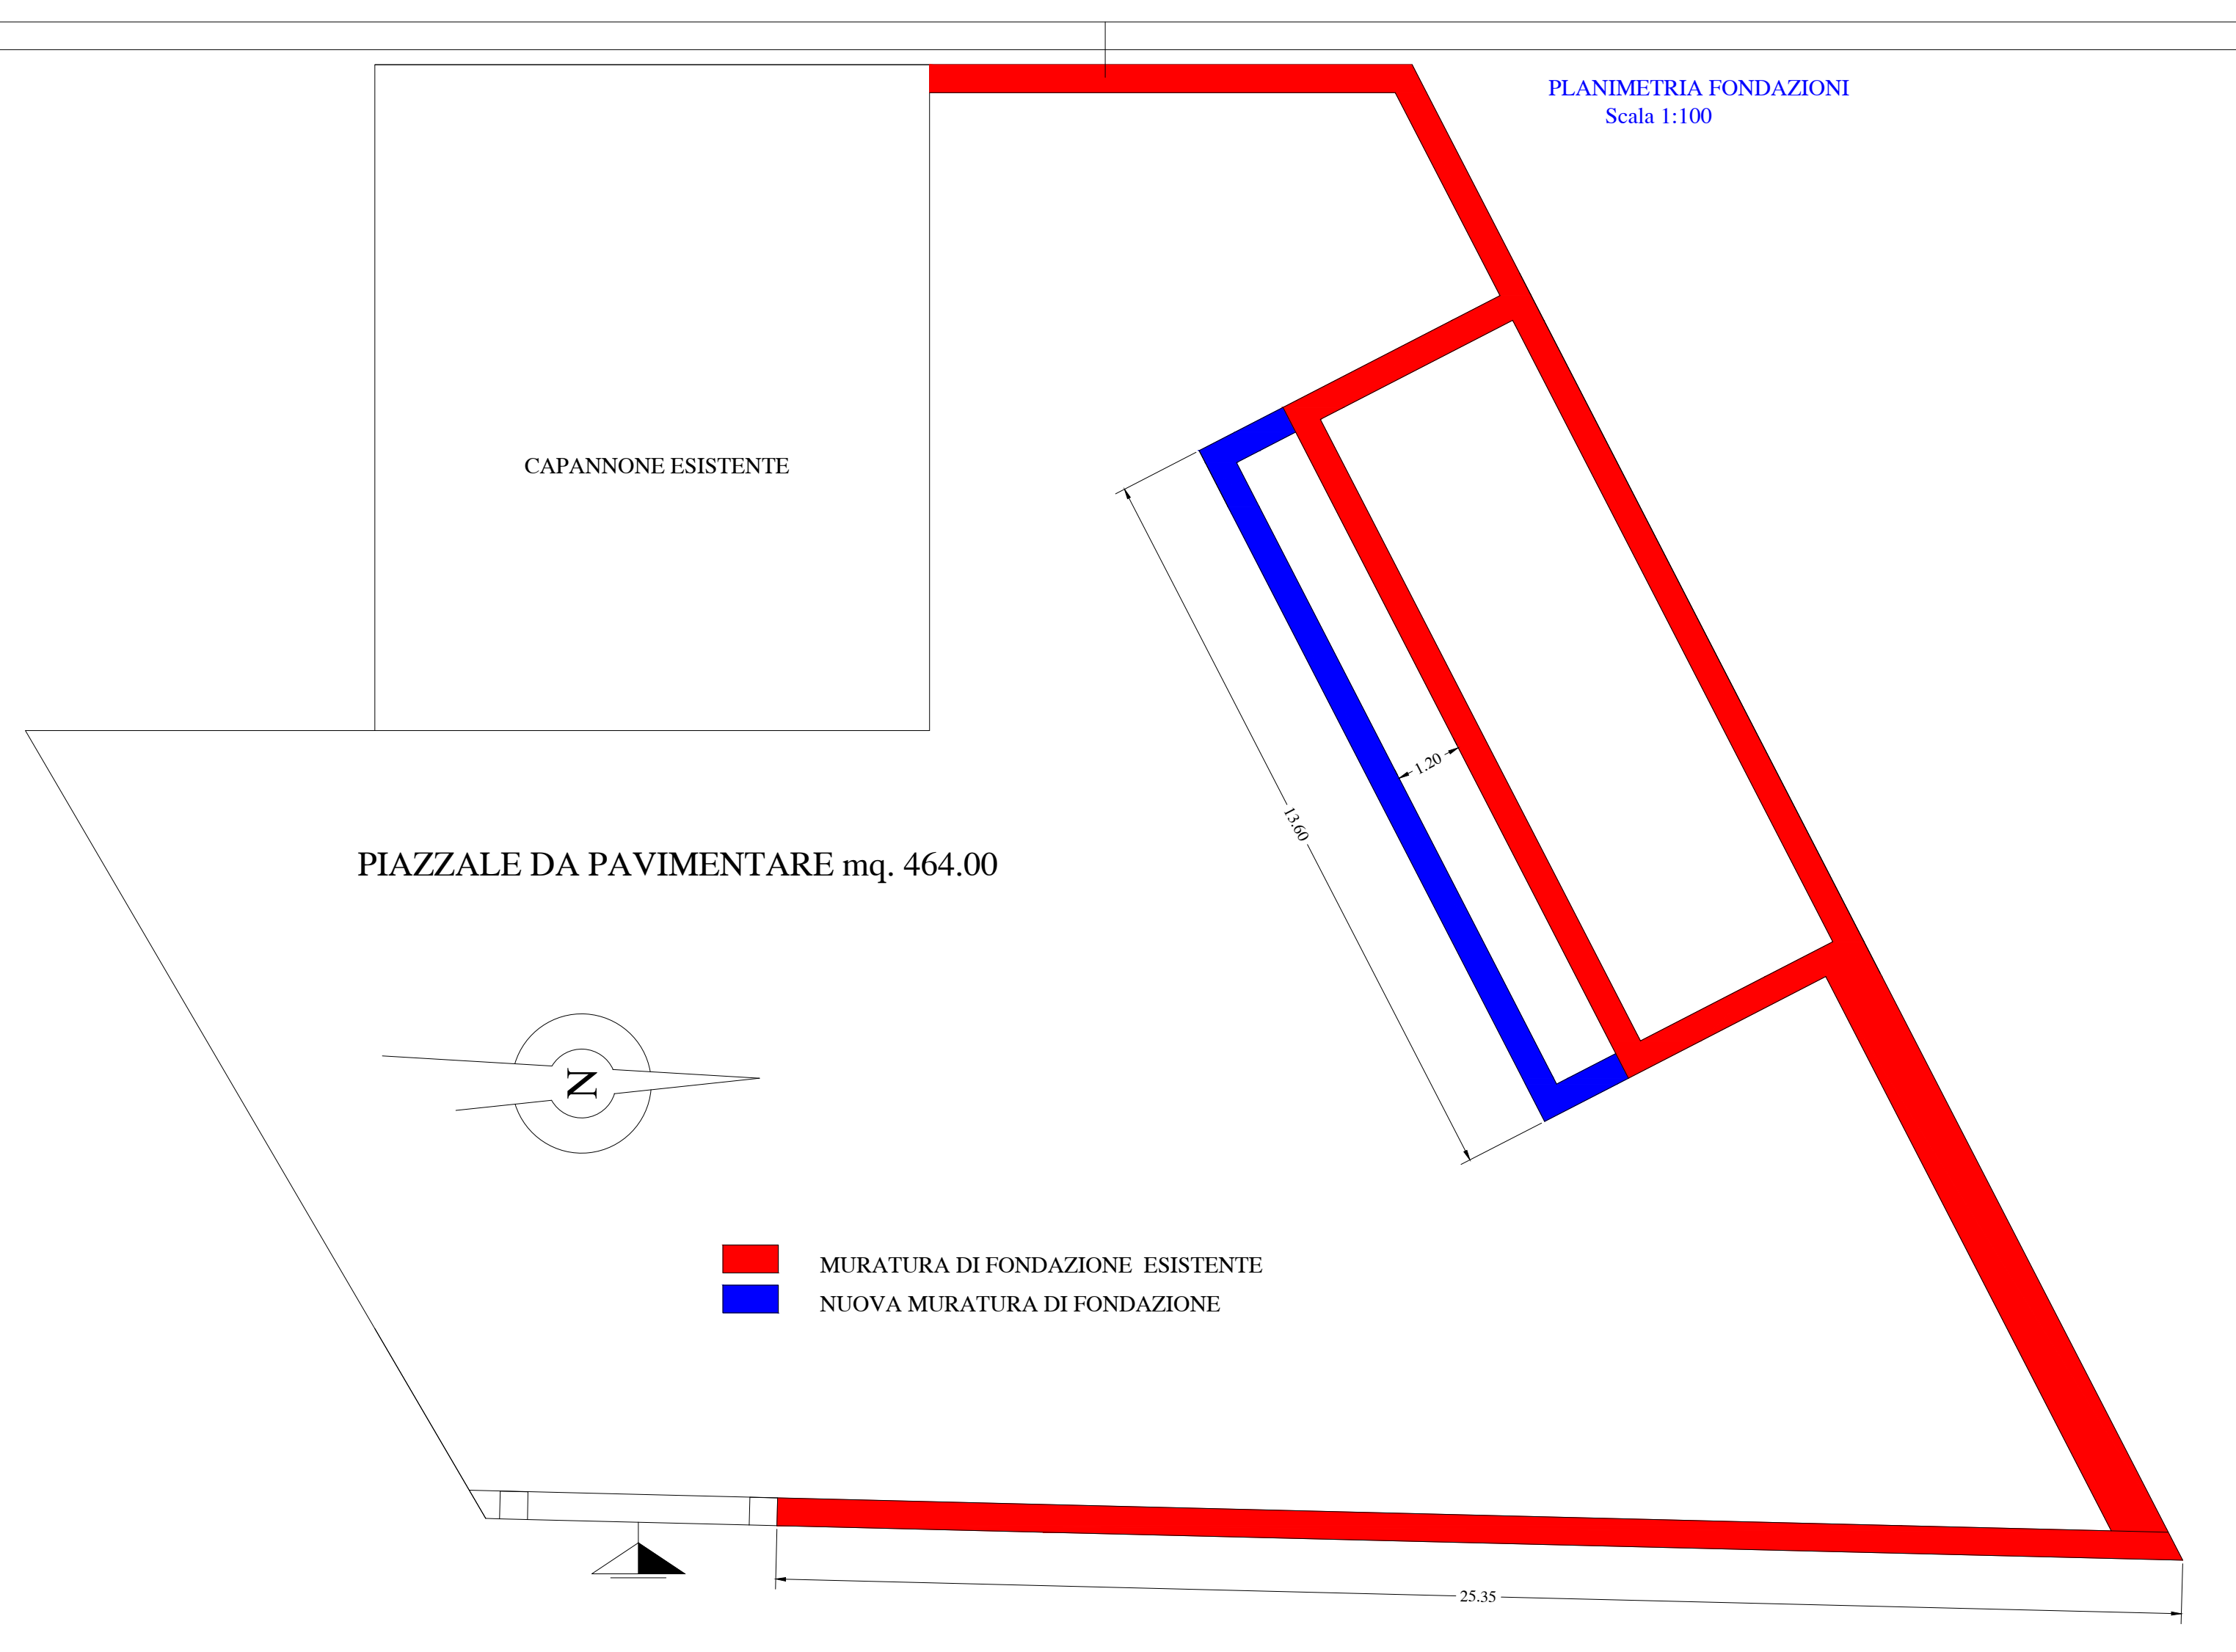 PLANIMETRIA FONDAZIONI
Scala 1:100
CAPANNONE ESISTENTE
1.20
13.60
PIAZZALE DA PAVIMENTARE mq. 464.00
N
MURATURA DI FONDAZIONE ESISTENTE
NUOVA MURATURA DI FONDAZIONE
25.35